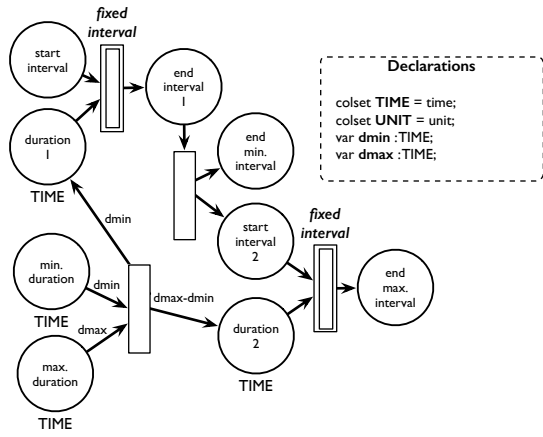 fixed
interval
start
interval
end
interval
1
duration
1
TIME
end
min.
interval
dmin
start
interval
2
fixed
interval
min.
duration
TIME
dmin
dmax
dmax-dmin
duration
2
TIME
end
max.
interval
max.
duration
TIME
Declarations
colset TIME = time;
colset UNIT = unit;
var dmin :TIME;
var dmax :TIME;